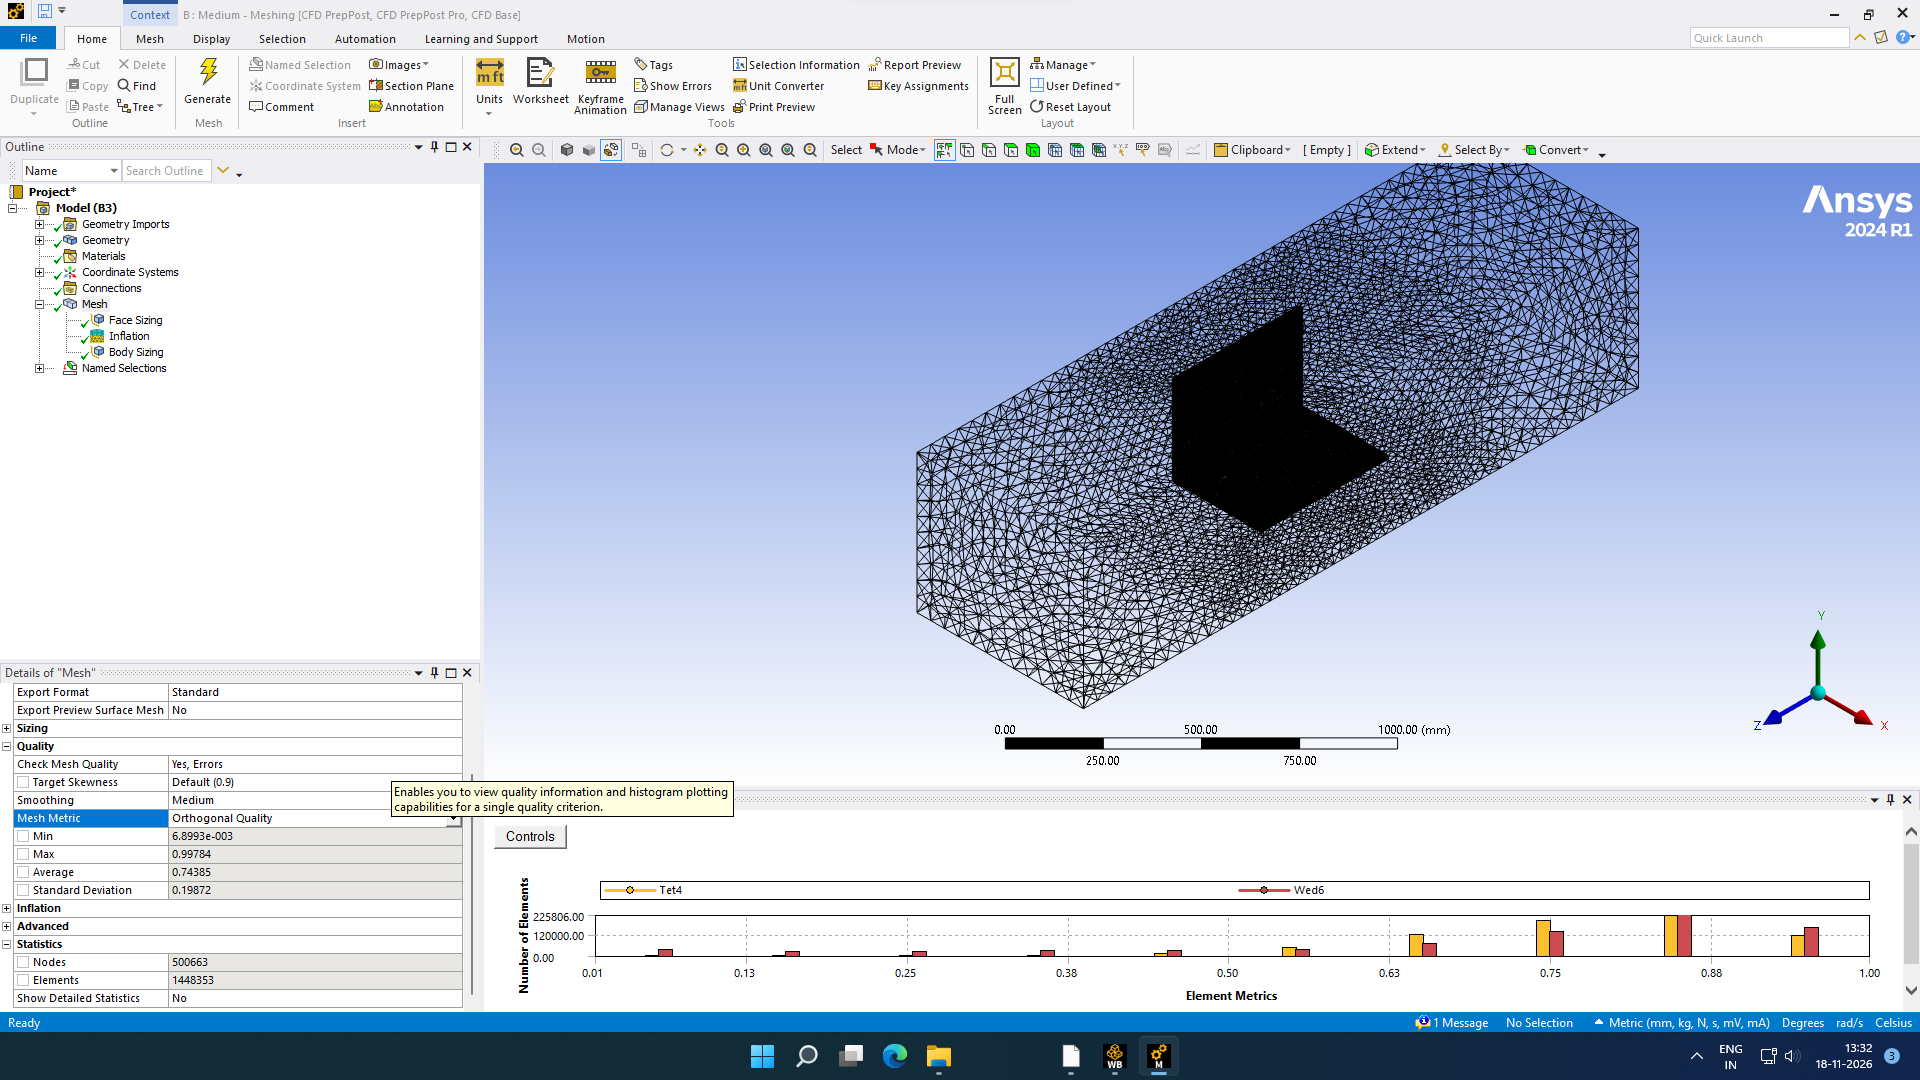 Context
B : Medium - Meshing [CFD PrepPost, CFD PrepPost Pro, CFD Base]
File
Home
Mesh
Display
Selection
Automation
Learning and Support
Motion
Quick Launch
Duplicate
Cut
Copy
Paste
Delete
Find
Tree
Outline
Generate
Mesh
Named Selection
Coordinate System
Comment
Images
Section Plane
Annotation
Insert
Units
Worksheet
Keyframe
Animation
Tags
Show Errors
Manage Views
Selection Information
Unit Converter
Print Preview
Report Preview
Key Assignments
Tools
Full
Screen
Manage
User Defined
Reset Layout
Layout
Outline
Name
Search Outline
Select
Mode
Clipboard
[ Empty ]
Extend
Select By
Convert
Project*
Model (B3)
Geometry Imports
Geometry
Materials
Coordinate Systems
Connections
Mesh
Face Sizing
Inflation
Body Sizing
Named Selections
Ansys
2024 R1
0.00
500.00
1000.00 (mm)
250.00
750.00
Y
Z
X
Details of "Mesh"
Export Format Standard
Export Preview Surface Mesh No
Sizing
Quality
Check Mesh Quality Yes, Errors
Target Skewness Default (0.9)
Smoothing Medium
Mesh Metric Orthogonal Quality
Min 6.8993e-003
Max 0.99784
Average 0.74385
Standard Deviation 0.19872
Inflation
Advanced
Statistics
Nodes 500663
Elements 1448353
Show Detailed Statistics No
Enables you to view quality information and histogram plotting
capabilities for a single quality criterion.
Controls
Tet4
Wed6
Number of Elements
225806.00
120000.00
0.00
0.01 0.13 0.25 0.38 0.50 0.63 0.75 0.88 1.00
Element Metrics
Ready
1 Message
No Selection
Metric (mm, kg, N, s, mV, mA)
Degrees
rad/s
Celsius
WB
M
ENG
IN
13:32
18-11-2026
3